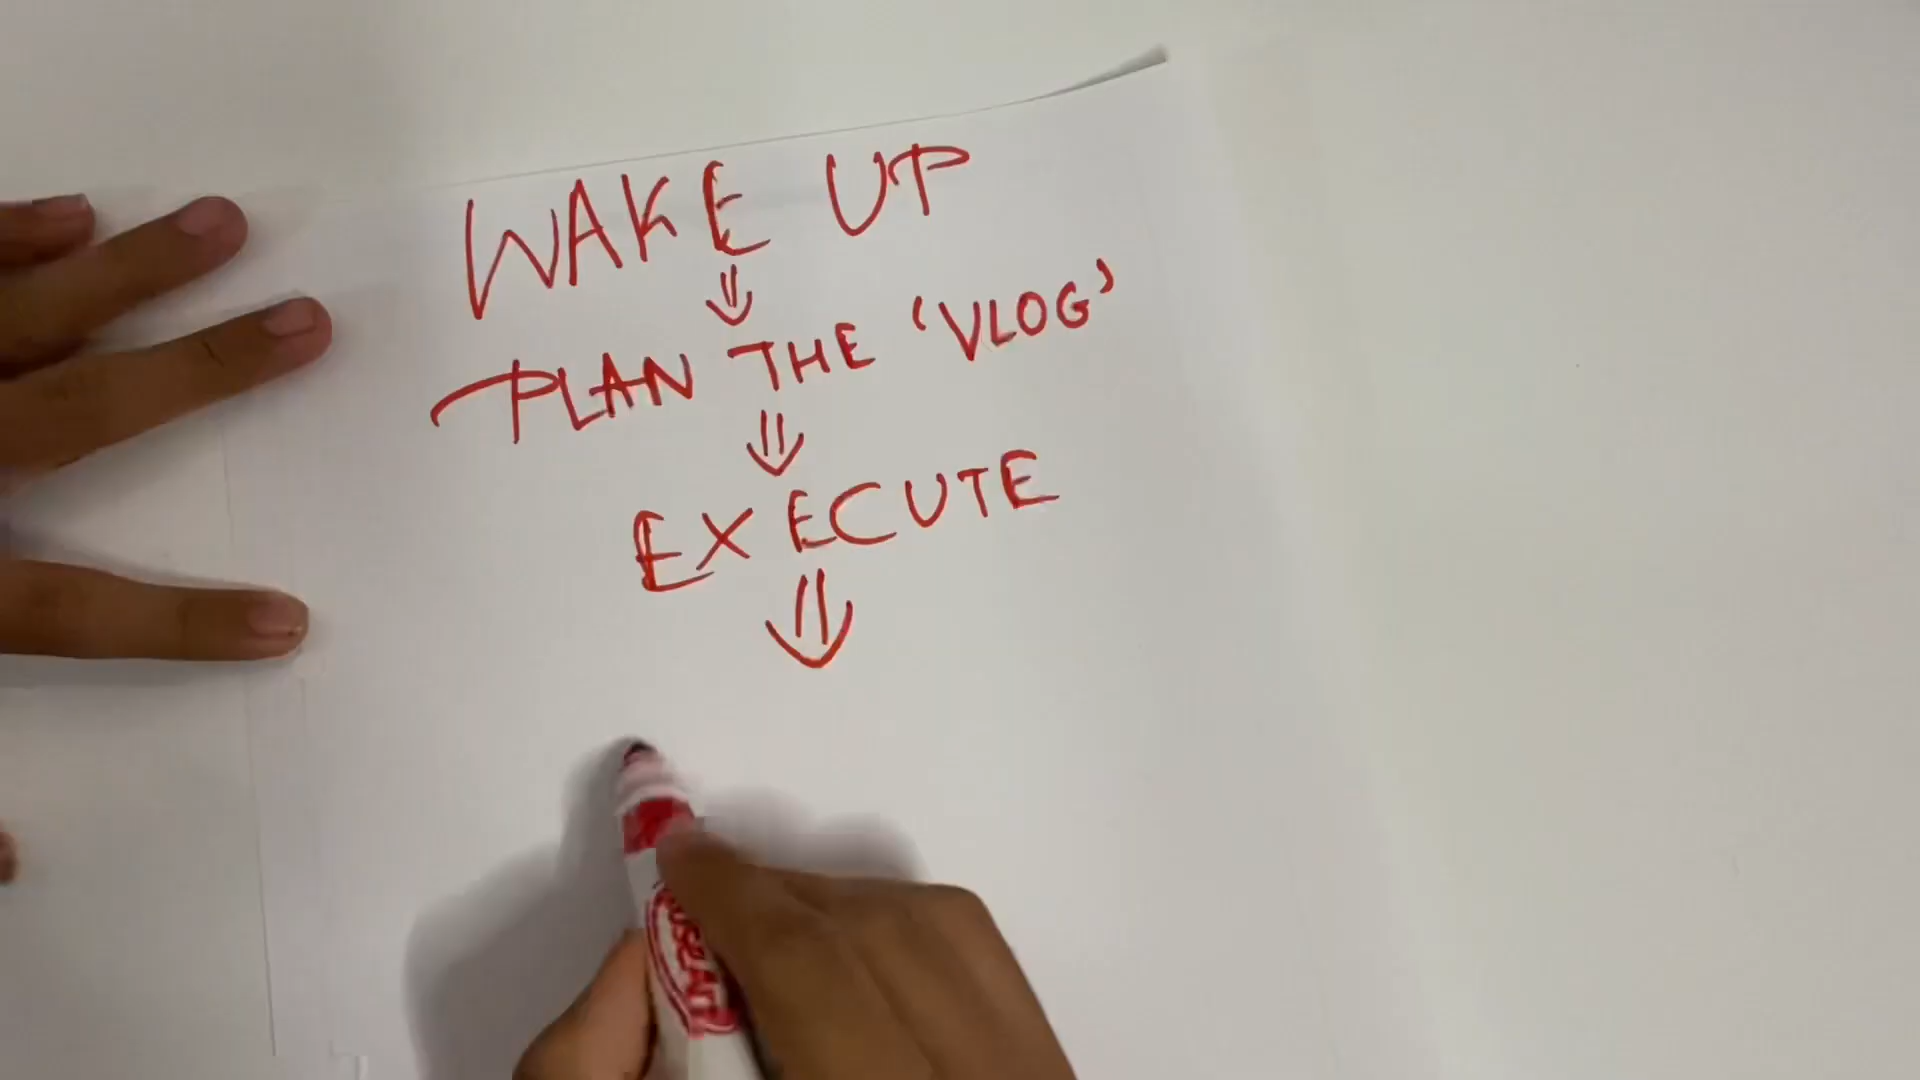 WAKE UP
⇓
PLAN THE 'VLOG'
⇓
EXECUTE
⇓